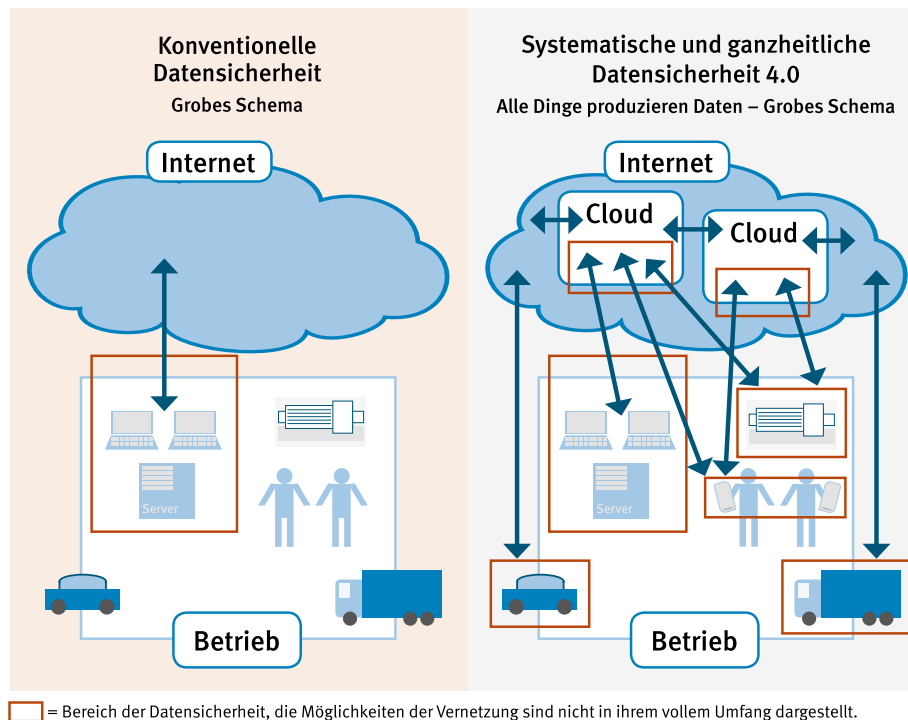 Konventionelle
Datensicherheit
Grobes Schema
Internet
Server
Betrieb
Systematische und ganzheitliche
Datensicherheit 4.0
Alle Dinge produzieren Daten – Grobes Schema
Internet
Cloud
Cloud
Server
Betrieb
= Bereich der Datensicherheit, die Möglichkeiten der Vernetzung sind nicht in ihrem vollem Umfang dargestellt.